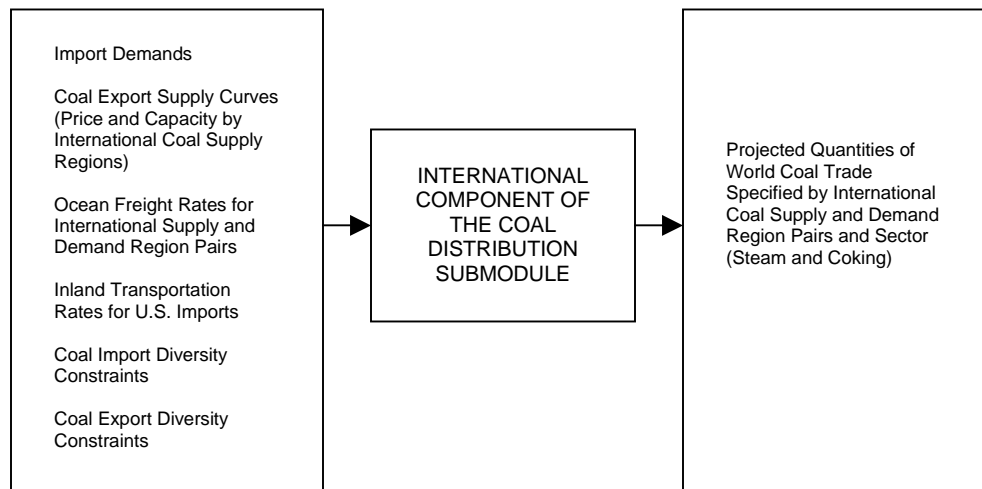 Import Demands
Coal Export Supply Curves
(Price and Capacity by
International Coal Supply
Regions)
Ocean Freight Rates for
International Supply and
Demand Region Pairs
Inland Transportation
Rates for U.S. Imports
Coal Import Diversity
Constraints
Coal Export Diversity
Constraints
INTERNATIONAL
COMPONENT OF
THE COAL
DISTRIBUTION
SUBMODULE
Projected Quantities of
World Coal Trade
Specified by International
Coal Supply and Demand
Region Pairs and Sector
(Steam and Coking)